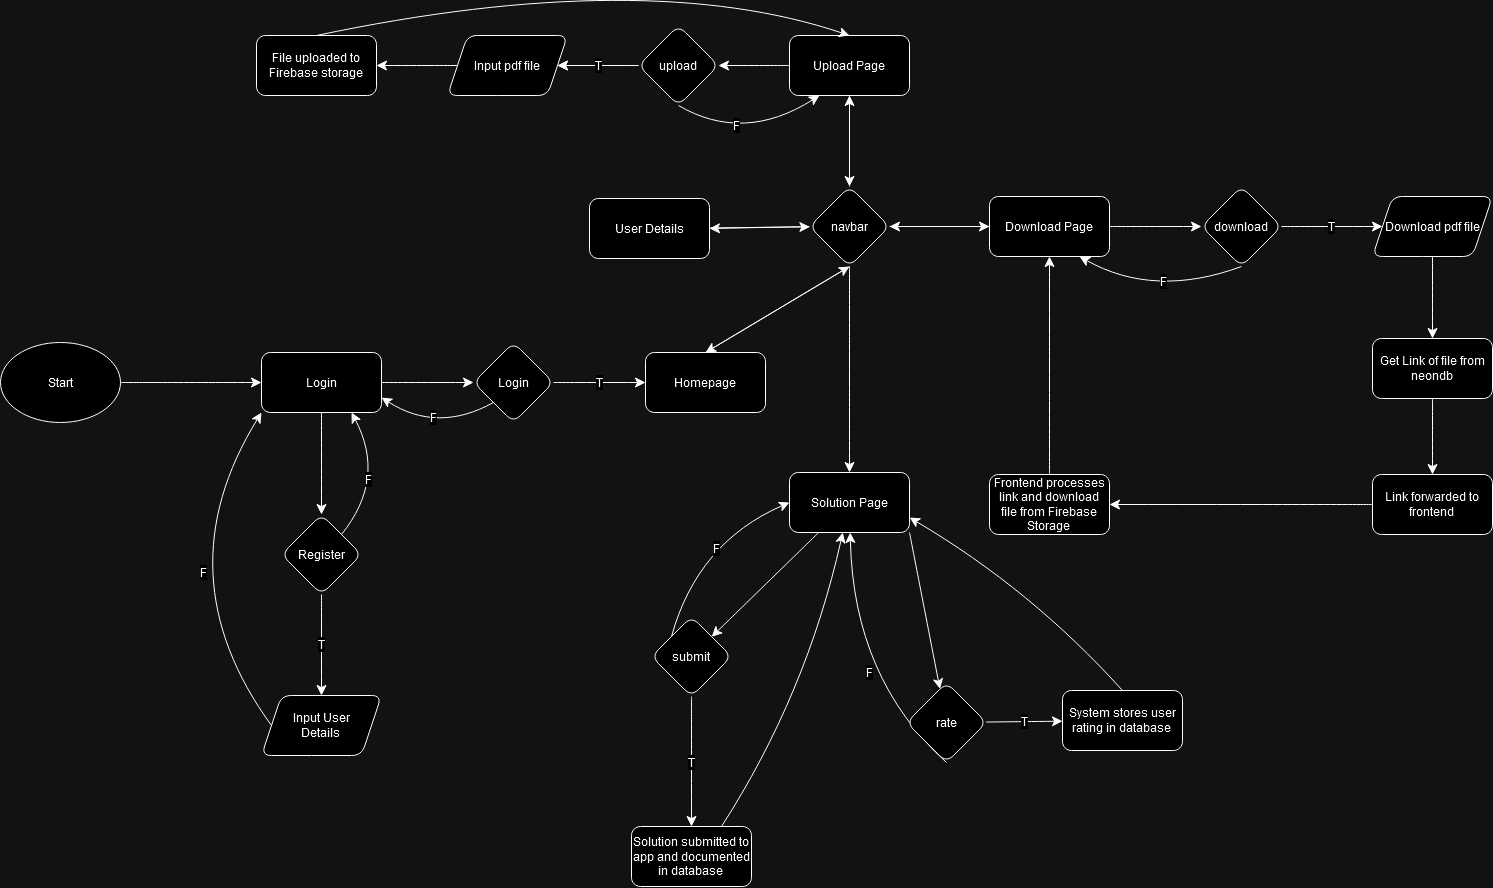 File uploaded to
Firebase storage
Input pdf file
T
upload
Upload Page
F
User Details
navbar
Download Page
download
T
Download pdf file
F
Get Link of file from
neondb
Start
Login
Login
T
Homepage
F
F
Solution Page
Frontend processes
link and download
file from Firebase
Storage
Link forwarded to
frontend
Register
F
F
T
submit
F
Input User
Details
rate
T
System stores user
rating in database
T
Solution submitted to
app and documented
in database